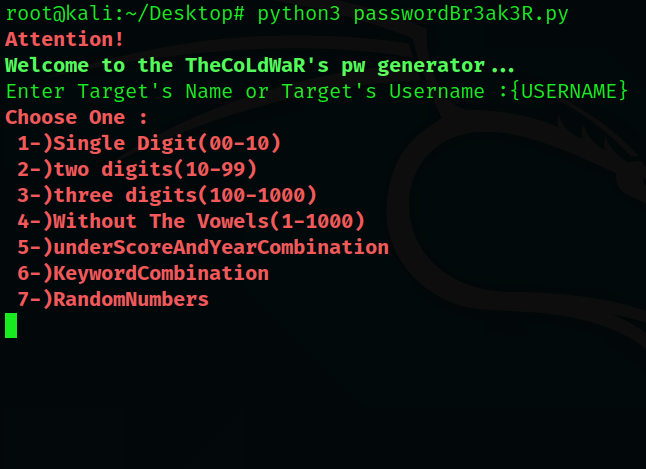 root@kali:~/Desktop# python3 passwordBr3ak3R.py
Attention!
Welcome to the TheCoLdWaR's pw generator...
Enter Target's Name or Target's Username :{USERNAME}
Choose One :
1-)Single Digit(00-10)
2-)two digits(10-99)
3-)three digits(100-1000)
4-)Without The Vowels(1-1000)
5-)underScoreAndYearCombination
6-)KeywordCombination
7-)RandomNumbers